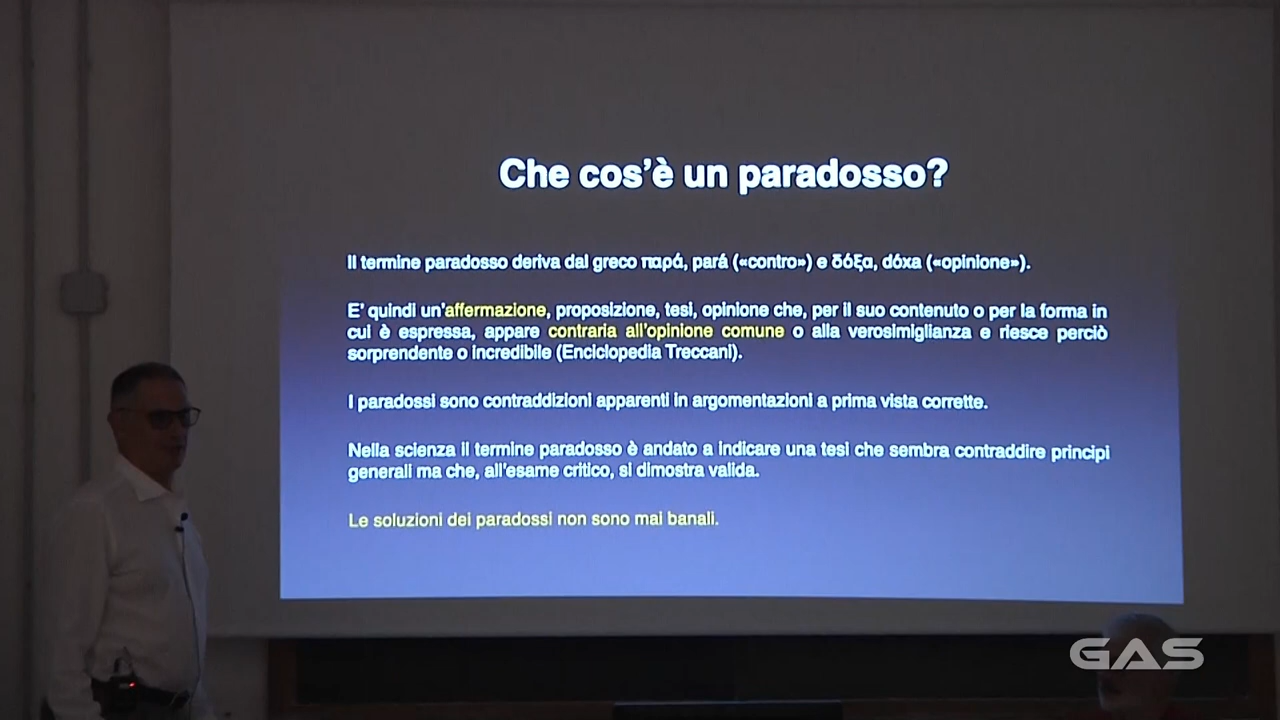 Che cos'è un paradosso?
Il termine paradosso deriva dal greco παρά, pará («contro») e δόξα, dóxa («opinione»).
E' quindi un'affermazione, proposizione, tesi, opinione che, per il suo contenuto o per la forma in
cui è espressa, appare contraria all'opinione comune o alla verosimiglianza e riesce perciò
sorprendente o incredibile (Enciclopedia Treccani).
I paradossi sono contraddizioni apparenti in argomentazioni a prima vista corrette.
Nella scienza il termine paradosso è andato a indicare una tesi che sembra contraddire principi
generali ma che, all'esame critico, si dimostra valida.
Le soluzioni dei paradossi non sono mai banali.
GAS